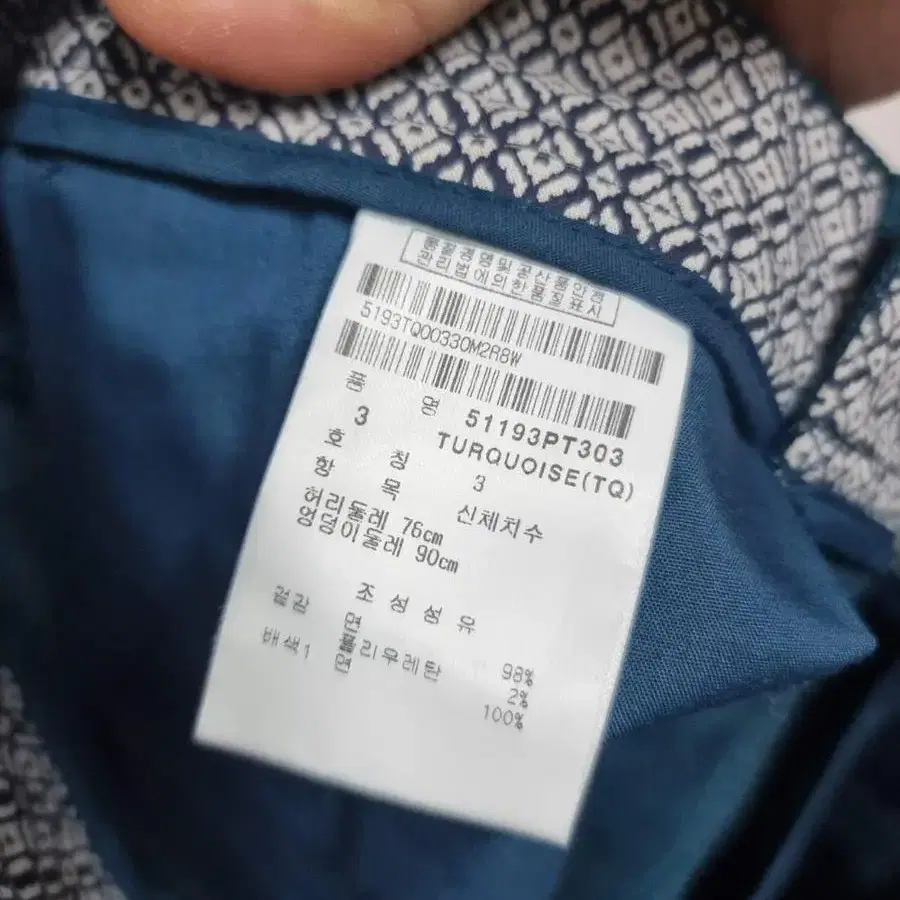 품질경영및공산품안전
관리법에의한품질표시
5193TQ00330M2R8W
품 명 51193PT303
3 TURQUOISE(TQ)
호 칭 3
항 목 신체치수
허리둘레 76cm
엉덩이둘레 90cm
조 성 섬 유
겉감 면 98%
폴리우레탄 2%
배색1 면 100%